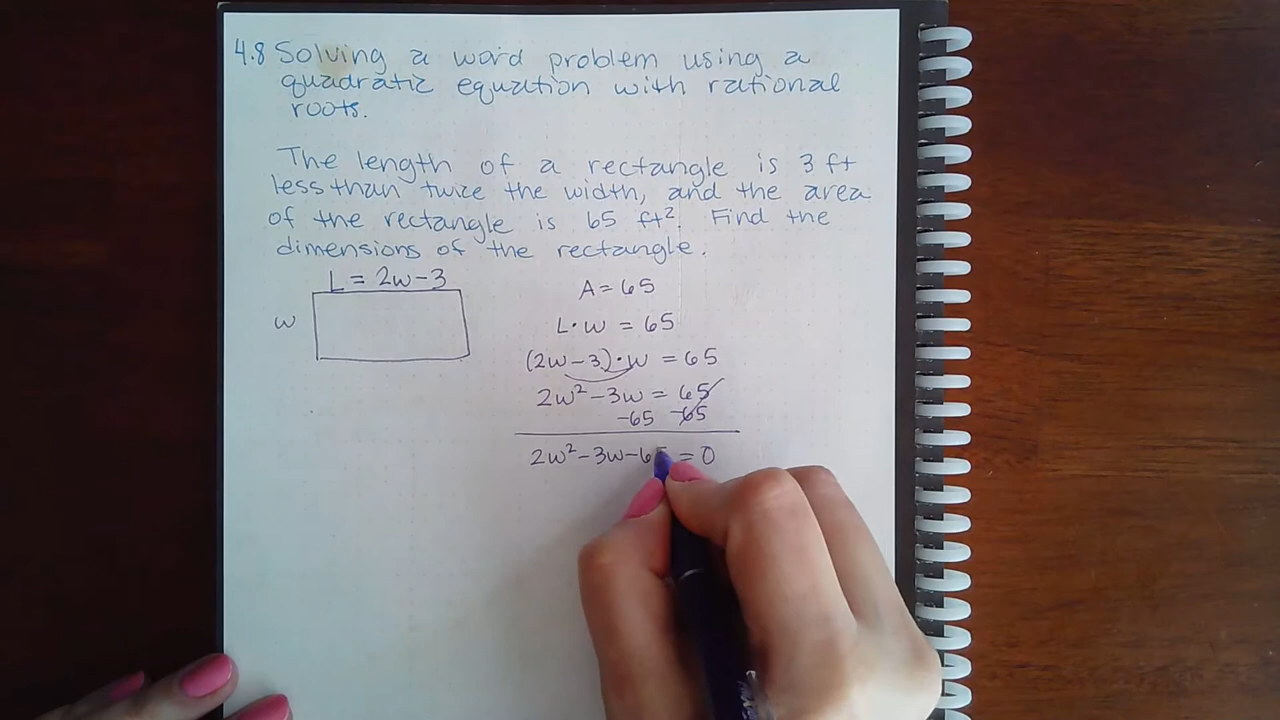 4.8 Solving a word problem using a
quadratic equation with rational
roots.
The length of a rectangle is 3 ft
less than twice the width, and the area
of the rectangle is 65 ft². Find the
dimensions of the rectangle.
L = 2w-3
w
A = 65
L·w = 65
(2w-3)·w = 65
2w²-3w = 65
-65 -65
2w²-3w-65 = 0